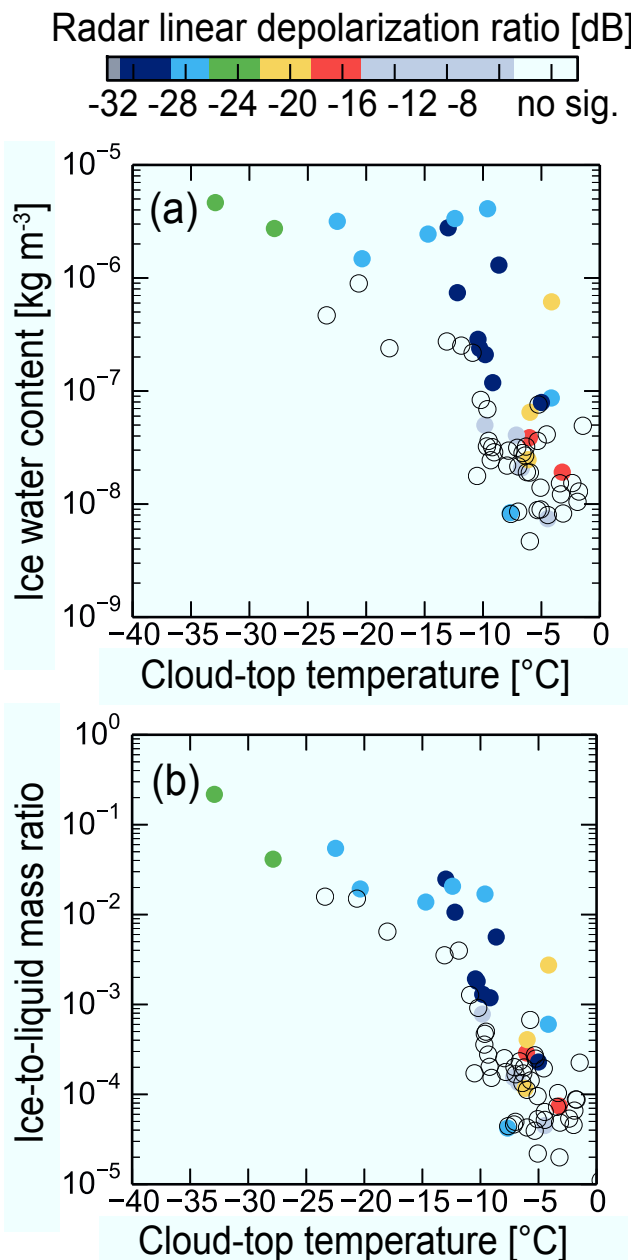 Radar linear depolarization ratio [dB]
-32 -28 -24 -20 -16 -12 -8 no sig.
(a)
Ice water content [kg m⁻³]
10⁻⁵
10⁻⁶
10⁻⁷
10⁻⁸
10⁻⁹
−40 −35 −30 −25 −20 −15 −10 −5 0
Cloud-top temperature [°C]
(b)
Ice-to-liquid mass ratio
10⁰
10⁻¹
10⁻²
10⁻³
10⁻⁴
10⁻⁵
−40 −35 −30 −25 −20 −15 −10 −5 0
Cloud-top temperature [°C]